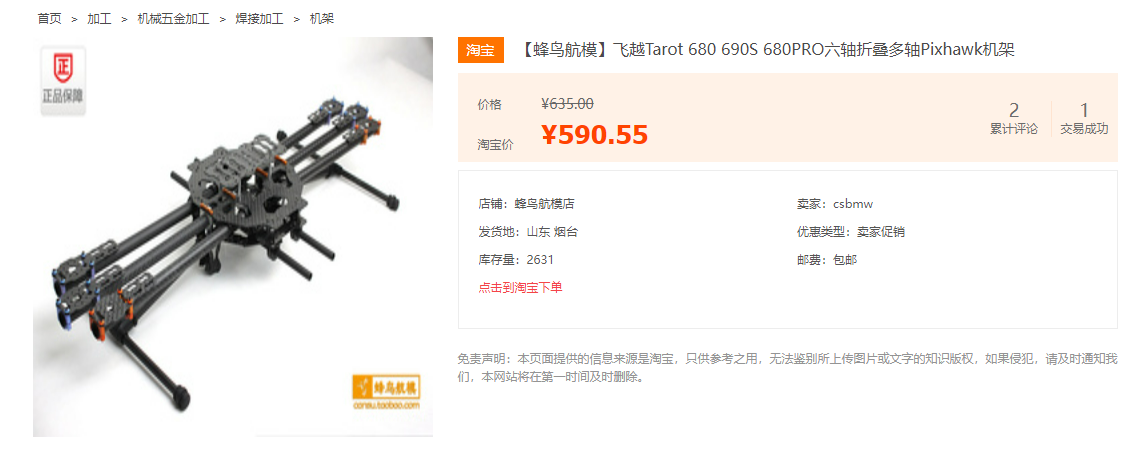 首页 > 加工 > 机械五金加工 > 焊接加工 > 机架
正
正品保障
蜂鸟航模
淘宝 【蜂鸟航模】飞越Tarot 680 690S 680PRO六轴折叠多轴Pixhawk机架
价格 ¥635.00
淘宝价 ¥590.55
2 1
累计评论 交易成功
店铺：蜂鸟航模店 卖家：csbmw
发货地：山东 烟台 优惠类型：卖家促销
库存量：2631 邮费：包邮
点击到淘宝下单
免责声明：本页面提供的信息来源是淘宝，只供参考之用，无法鉴别所上传图片或文字的知识版权，如果侵犯，请及时通知我
们，本网站将在第一时间及时删除。